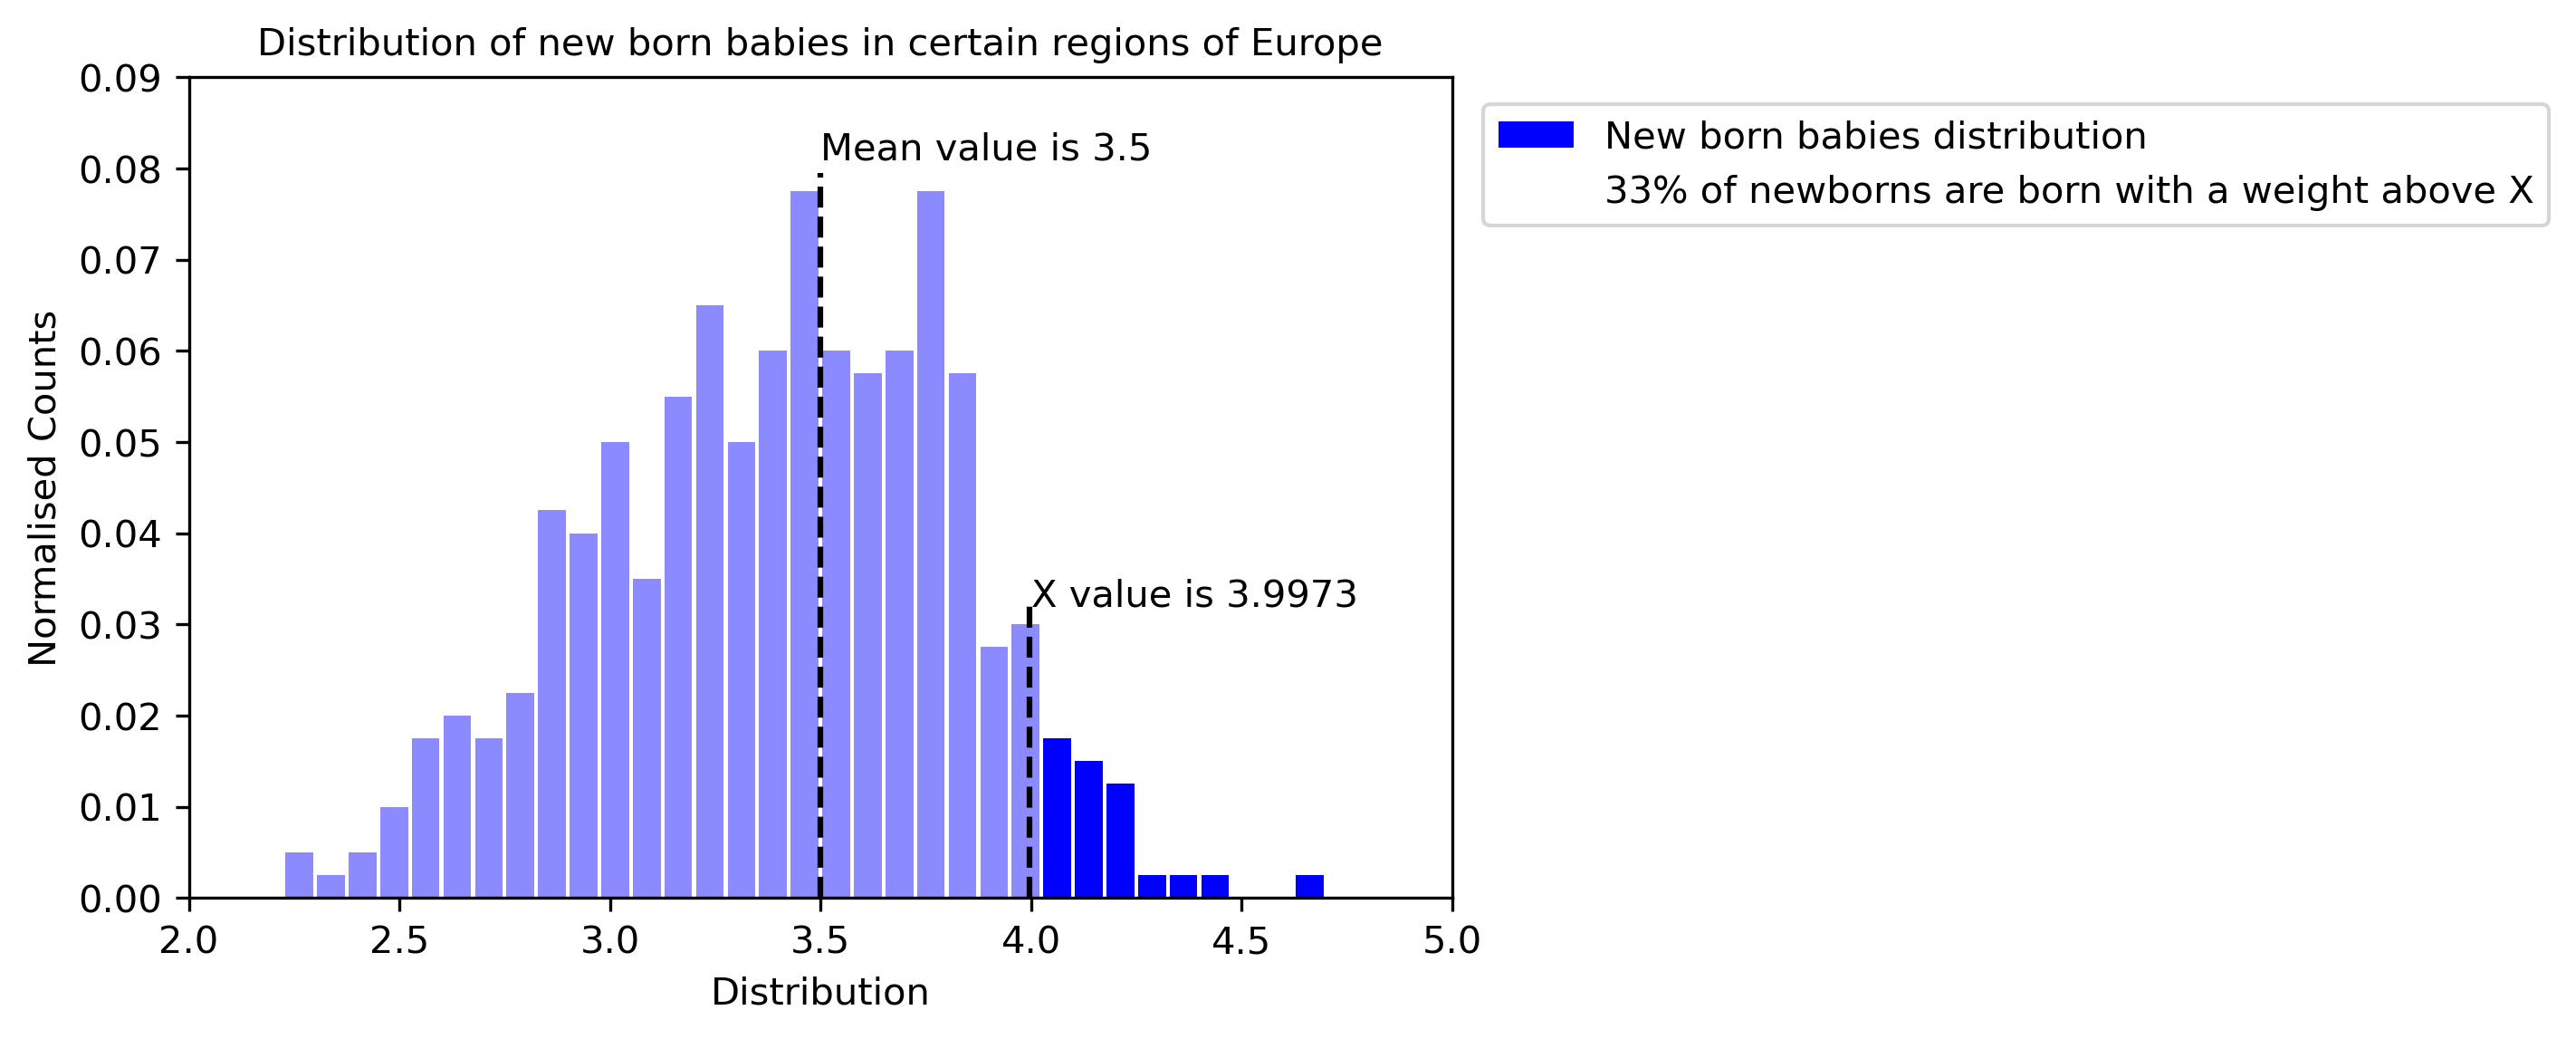 Distribution of new born babies in certain regions of Europe
0.09
0.08
0.07
0.06
0.05
0.04
0.03
0.02
0.01
0.00
Normalised Counts
Mean value is 3.5
X value is 3.9973
2.0 2.5 3.0 3.5 4.0 4.5 5.0
Distribution
New born babies distribution
33% of newborns are born with a weight above X